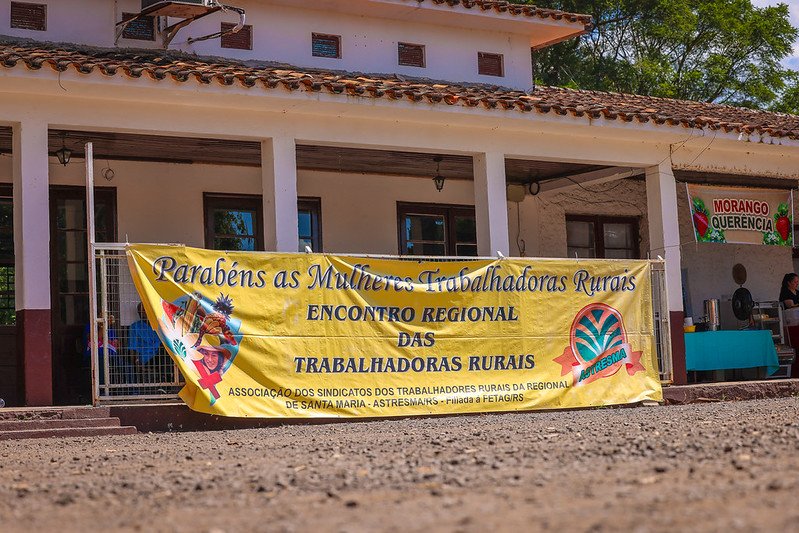 MORANGO
QUERÊNCIA
Parabéns as Mulheres Trabalhadoras Rurais
ENCONTRO REGIONAL
DAS
TRABALHADORAS RURAIS
ASSOCIAÇÃO DOS SINDICATOS DOS TRABALHADORES RURAIS DA REGIONAL
DE SANTA MARIA - ASTRESMA/RS - Filiada a FETAG/RS
ASTRESMA